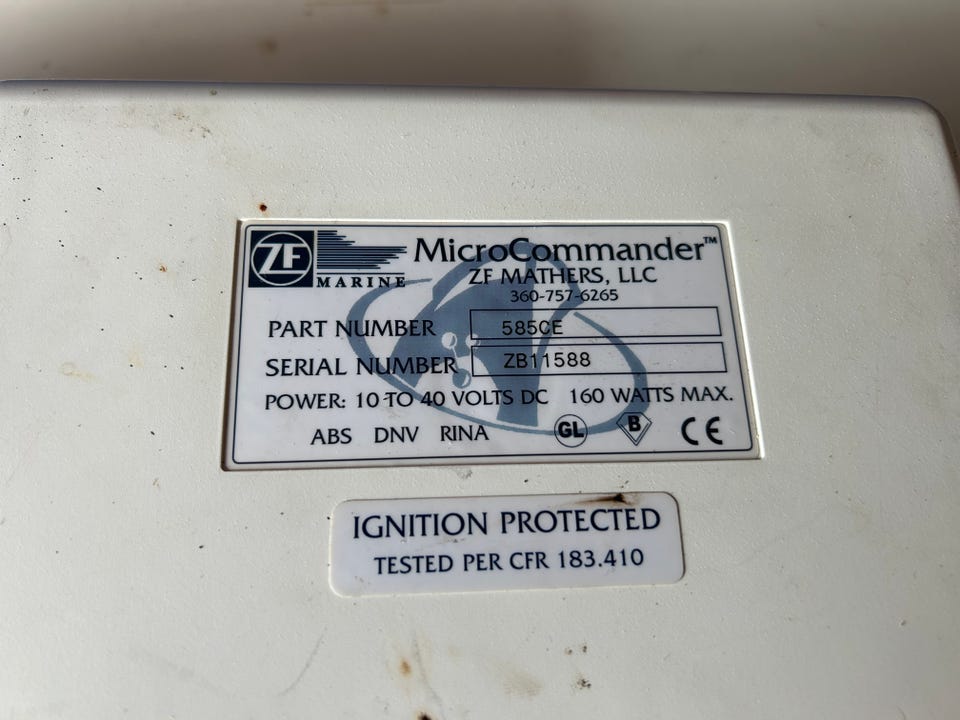 ZF
MARINE
MicroCommander™
ZF MATHERS, LLC
360-757-6265
PART NUMBER 585CE
SERIAL NUMBER ZB11588
POWER: 10 TO 40 VOLTS DC 160 WATTS MAX.
ABS DNV RINA GL B CE
IGNITION PROTECTED
TESTED PER CFR 183.410